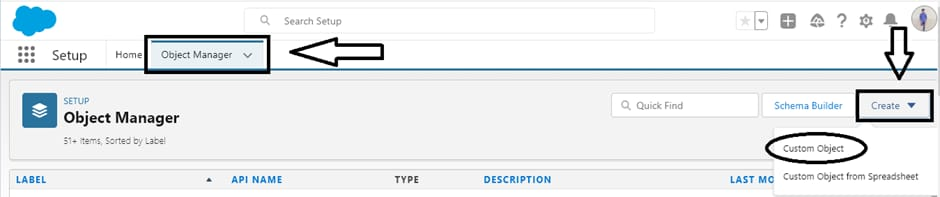 Search Setup
Setup Home Object Manager
SETUP
Object Manager
51+ Items, Sorted by Label
Quick Find
Schema Builder
Create
Custom Object
Custom Object from Spreadsheet
LABEL API NAME TYPE DESCRIPTION LAST MO